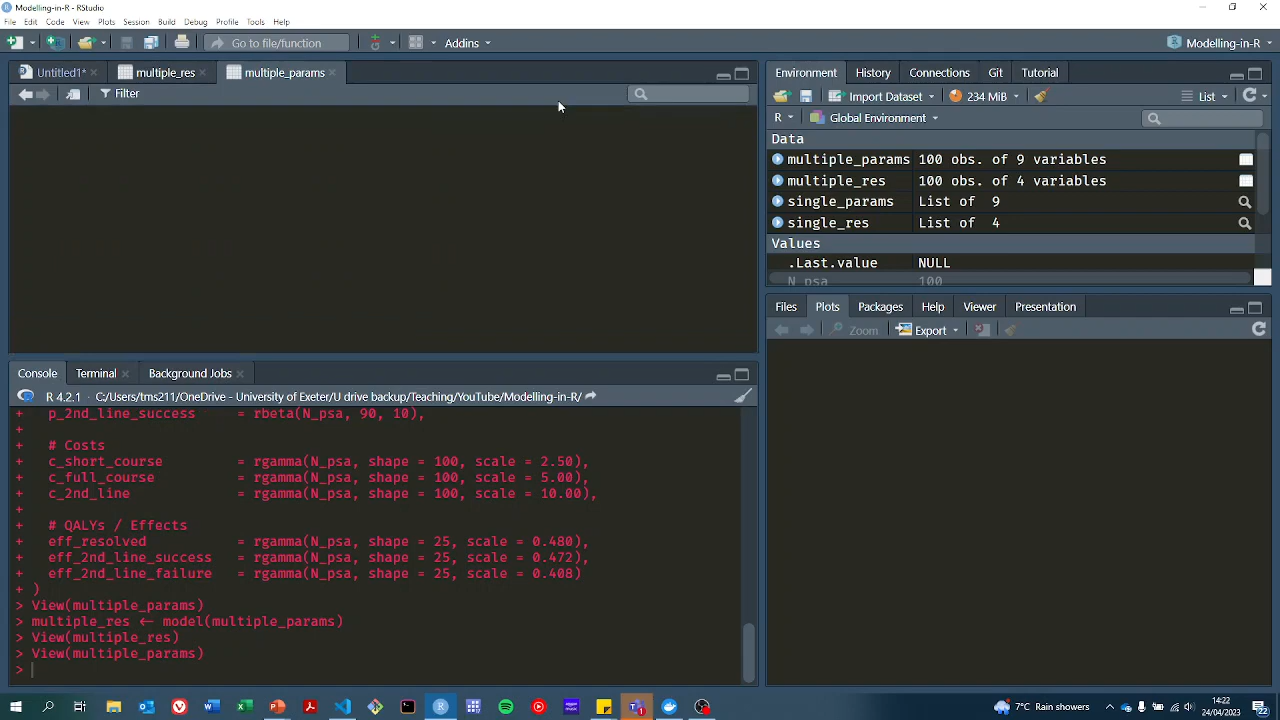 Modelling-in-R - RStudio
File Edit Code View Plots Session Build Debug Profile Tools Help
Go to file/function Addins Modelling-in-R
Untitled1* multiple_res multiple_params
Filter
Environment History Connections Git Tutorial
Import Dataset 234 MiB List
R Global Environment
Data
multiple_params 100 obs. of 9 variables
multiple_res 100 obs. of 4 variables
single_params List of 9
single_res List of 4
Values
.Last.value NULL
N_psa 100
Files Plots Packages Help Viewer Presentation
Zoom Export
Console Terminal Background Jobs
R 4.2.1 · C:/Users/tms211/OneDrive - University of Exeter/U drive backup/Teaching/YouTube/Modelling-in-R/
+ p_2nd_line_success = rbeta(N_psa, 90, 10),
+
+ # Costs
+ c_short_course = rgamma(N_psa, shape = 100, scale = 2.50),
+ c_full_course = rgamma(N_psa, shape = 100, scale = 5.00),
+ c_2nd_line = rgamma(N_psa, shape = 100, scale = 10.00),
+
+ # QALYs / Effects
+ eff_resolved = rgamma(N_psa, shape = 25, scale = 0.480),
+ eff_2nd_line_success = rgamma(N_psa, shape = 25, scale = 0.472),
+ eff_2nd_line_failure = rgamma(N_psa, shape = 25, scale = 0.408)
+ )
> View(multiple_params)
> multiple_res <- model(multiple_params)
> View(multiple_res)
> View(multiple_params)
>
7°C Rain showers
14:22
24/04/2023